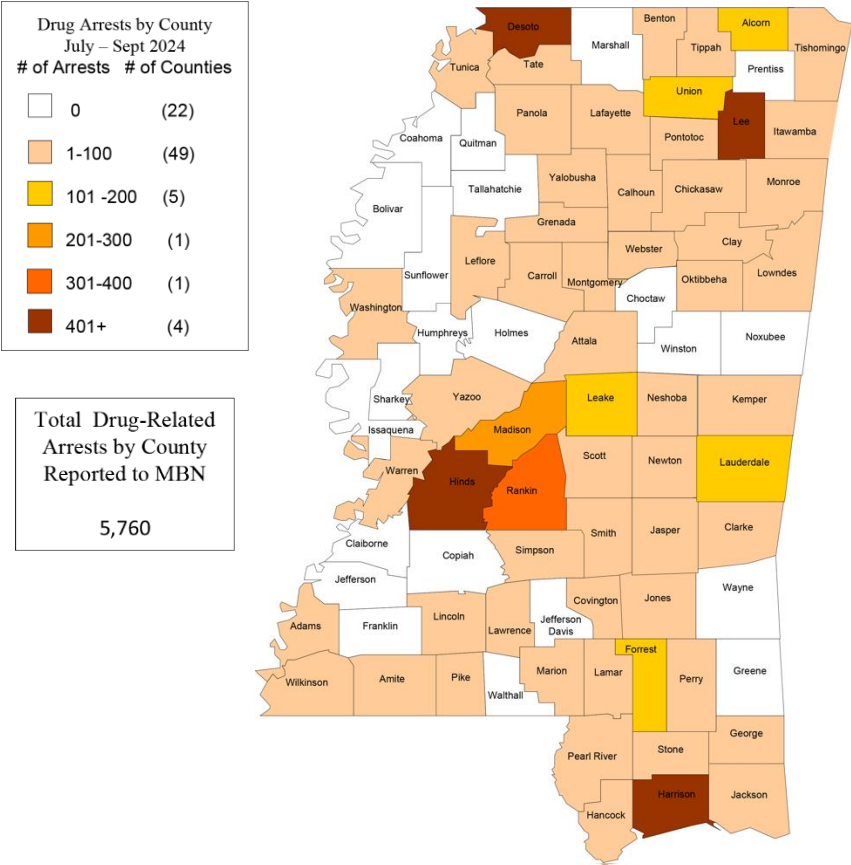 Drug Arrests by County
July – Sept 2024
# of Arrests # of Counties
0 (22)
1-100 (49)
101 -200 (5)
201-300 (1)
301-400 (1)
401+ (4)
Total Drug-Related
Arrests by County
Reported to MBN
5,760
Desoto
Marshall
Benton
Tippah
Alcorn
Tishomingo
Prentiss
Tunica
Tate
Union
Panola
Lafayette
Pontotoc
Lee
Itawamba
Coahoma
Quitman
Tallahatchie
Yalobusha
Calhoun
Chickasaw
Monroe
Bolivar
Grenada
Sunflower
Leflore
Carroll
Montgomery
Webster
Clay
Oktibbeha
Lowndes
Choctaw
Washington
Humphreys
Holmes
Attala
Winston
Noxubee
Sharkey
Issaquena
Yazoo
Madison
Leake
Neshoba
Kemper
Warren
Hinds
Rankin
Scott
Newton
Lauderdale
Claiborne
Copiah
Simpson
Smith
Jasper
Clarke
Jefferson
Adams
Franklin
Lincoln
Lawrence
Jefferson
Davis
Covington
Jones
Wayne
Wilkinson
Amite
Pike
Walthall
Marion
Lamar
Forrest
Perry
Greene
Pearl River
Stone
George
Hancock
Harrison
Jackson